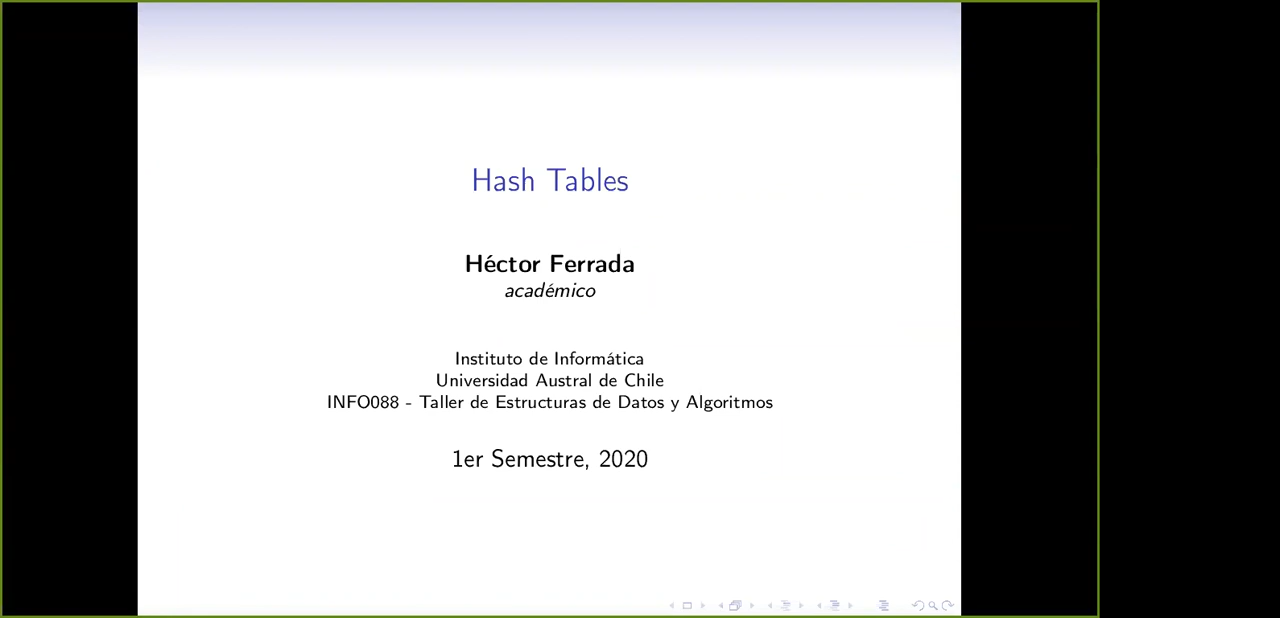 Hash Tables
Héctor Ferrada
académico
Instituto de Informática
Universidad Austral de Chile
INFO088 - Taller de Estructuras de Datos y Algoritmos
1er Semestre, 2020